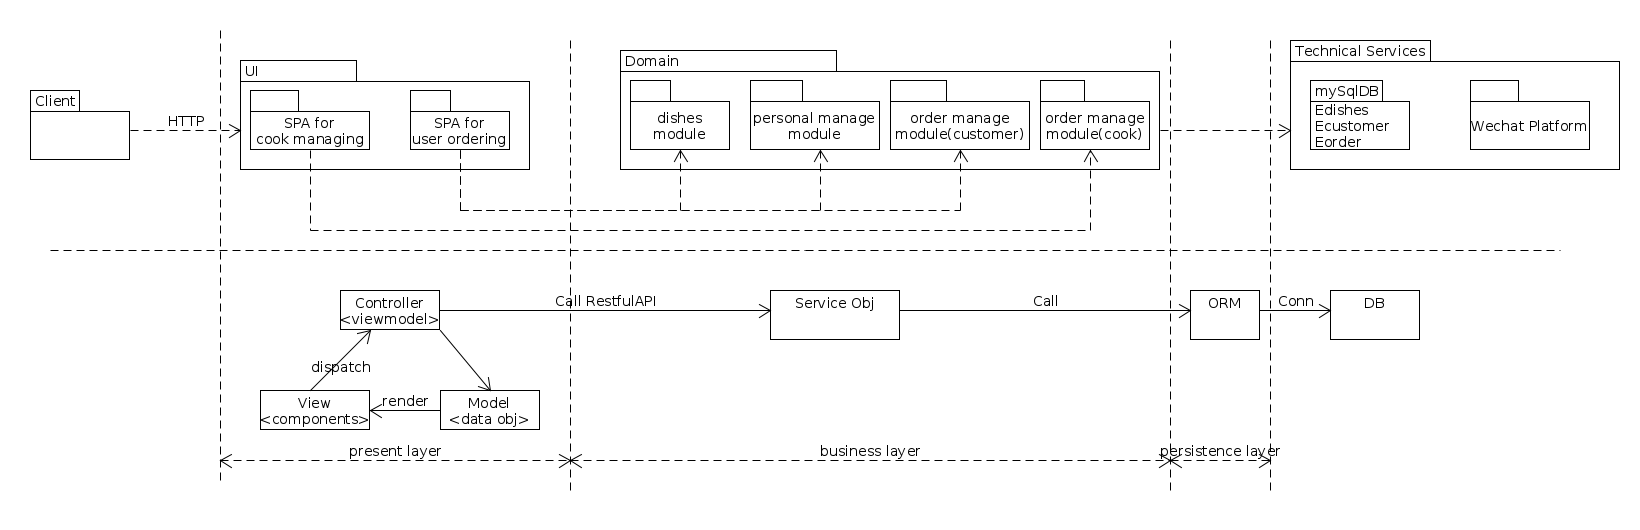 Client
HTTP
UI
SPA for
cook managing
SPA for
user ordering
Domain
dishes
module
personal manage
module
order manage
module(customer)
order manage
module(cook)
Technical Services
mySqlDB
Edishes
Ecustomer
Eorder
Wechat Platform
Controller
<viewmodel>
Call RestfulAPI
Service Obj
Call
ORM
Conn
DB
dispatch
View
<components>
render
Model
<data obj>
present layer
business layer
persistence layer